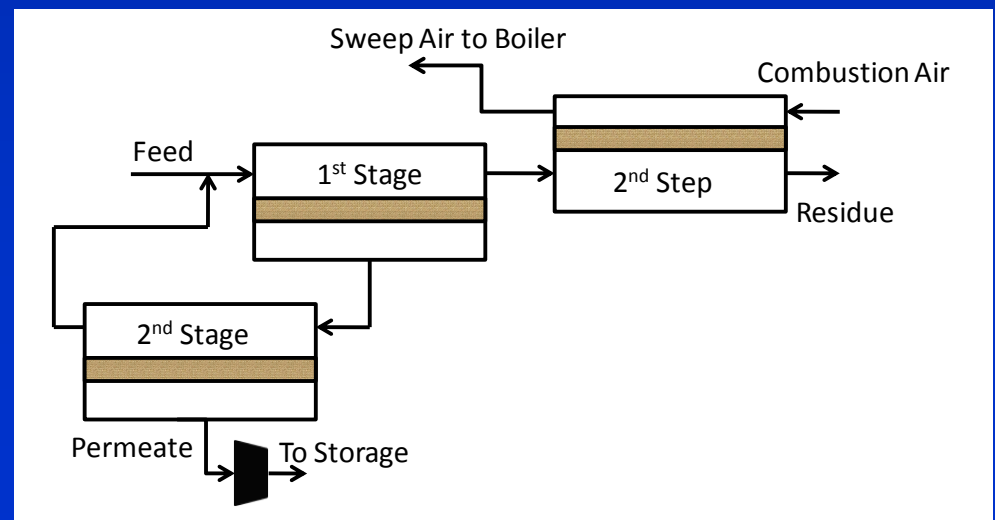 Sweep Air to Boiler
Combustion Air
Feed
1st Stage
2nd Step
Residue
2nd Stage
Permeate
To Storage